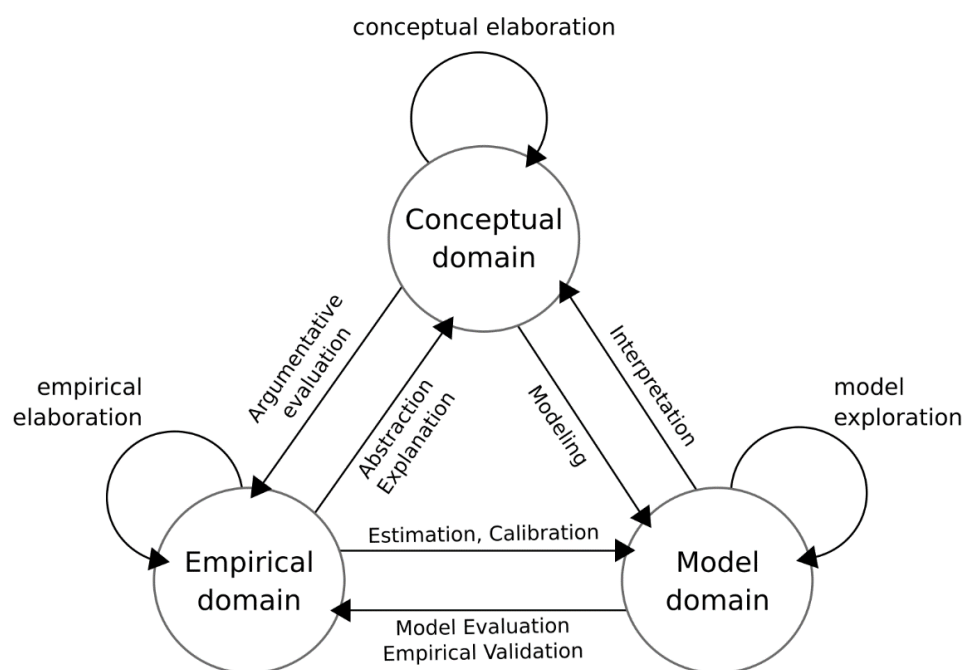 conceptual elaboration
Conceptual
domain
Argumentative
evaluation
Abstraction
Explanation
Modeling
Interpretation
empirical
elaboration
model
exploration
Estimation, Calibration
Empirical
domain
Model
domain
Model Evaluation
Empirical Validation